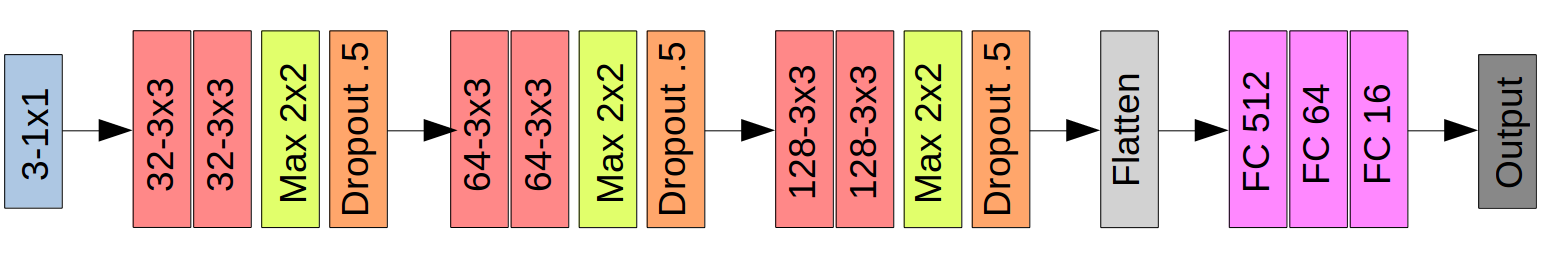 3-1x1
32-3x3
32-3x3
Max 2x2
Dropout .5
64-3x3
64-3x3
Max 2x2
Dropout .5
128-3x3
128-3x3
Max 2x2
Dropout .5
Flatten
FC 512
FC 64
FC 16
Output